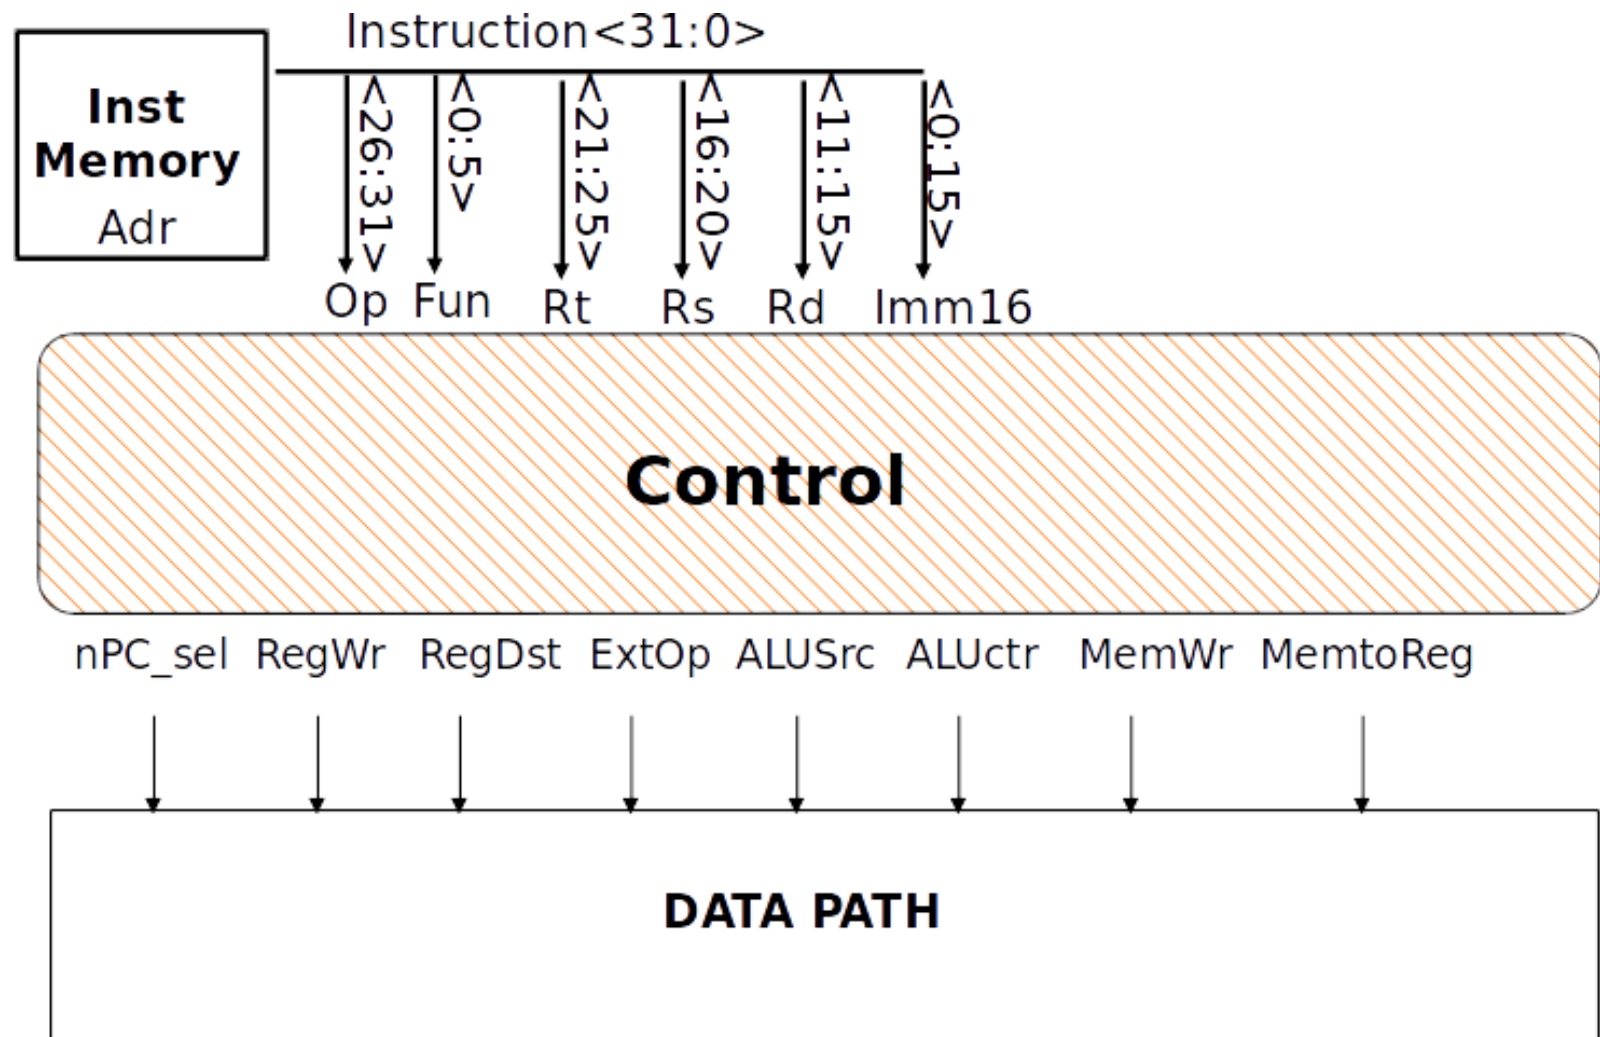 Instruction<31:0>
Inst
Memory
Adr
<26:31>
<0:5>
<21:25>
<16:20>
<11:15>
<0:15>
Op Fun Rt Rs Rd Imm16
Control
nPC_sel RegWr RegDst ExtOp ALUSrc ALUctr MemWr MemtoReg
DATA PATH